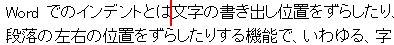 Word でのインデントとは文字の書き出し位置をずらしたり、
段落の左右の位置をずらしたりする機能で、いわゆる、字